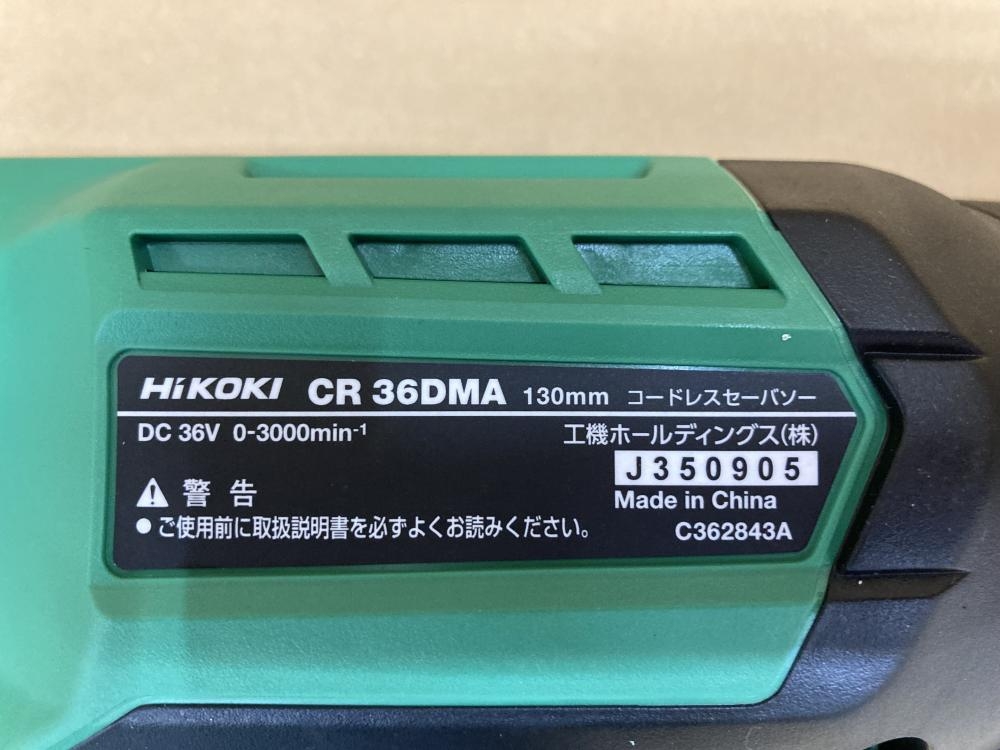 HiKOKI CR 36DMA 130mm コードレスセーバソー
DC 36V 0-3000min-1 工機ホールディングス(株)
J350905
⚠ 警告 Made in China
● ご使用前に取扱説明書を必ずよくお読みください。 C362843A